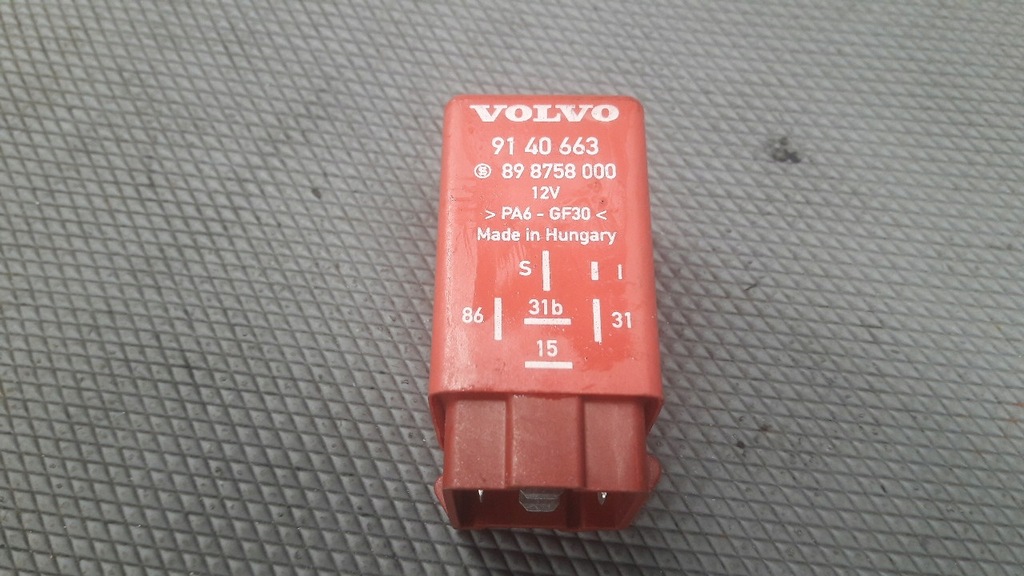 VOLVO
91 40 663
89 8758 000
12V
> PA6 - GF30 <
Made in Hungary
S I
86 31b 31
15